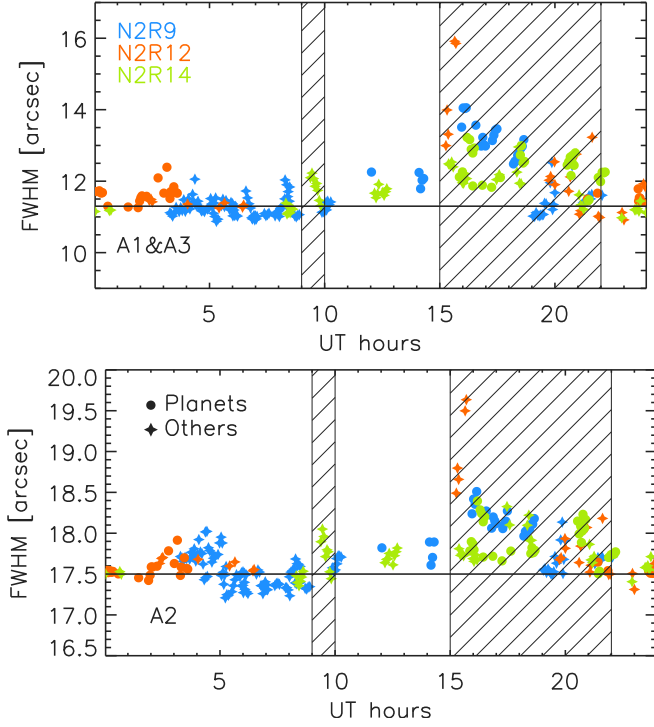 N2R9
N2R12
N2R14
16
14
12
10
FWHM [arcsec]
A1&A3
5 10 15 20
UT hours
20.0
19.5
19.0
18.5
18.0
17.5
17.0
16.5
FWHM [arcsec]
Planets
Others
A2
5 10 15 20
UT hours